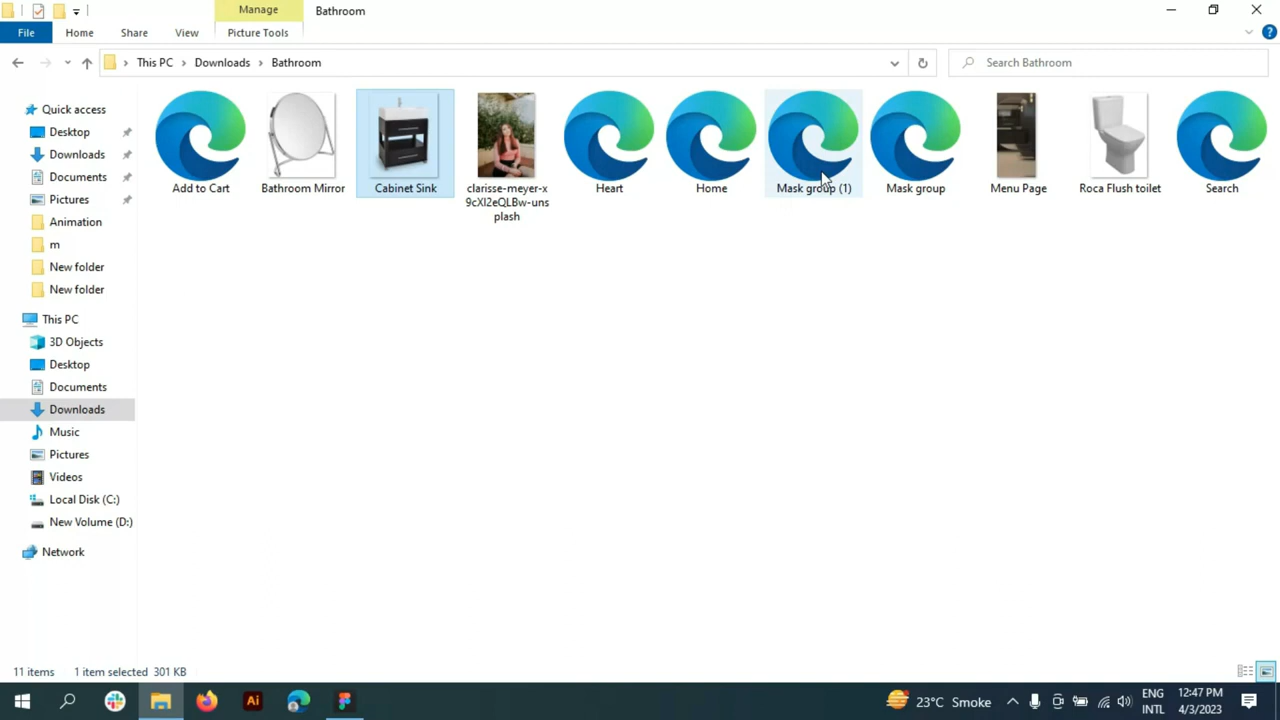 Manage
Bathroom
File
Home
Share
View
Picture Tools
This PC
Downloads
Bathroom
Search Bathroom
Quick access
Desktop
Downloads
Documents
Pictures
Animation
m
New folder
New folder
This PC
3D Objects
Desktop
Documents
Downloads
Music
Pictures
Videos
Local Disk (C:)
New Volume (D:)
Network
Add to Cart
Bathroom Mirror
Cabinet Sink
clarisse-meyer-x
9cXl2eQLBw-uns
plash
Heart
Home
Mask group (1)
Mask group
Menu Page
Roca Flush toilet
Search
11 items
1 item selected 301 KB
Ai
23°C Smoke
ENG
INTL
12:47 PM
4/3/2023